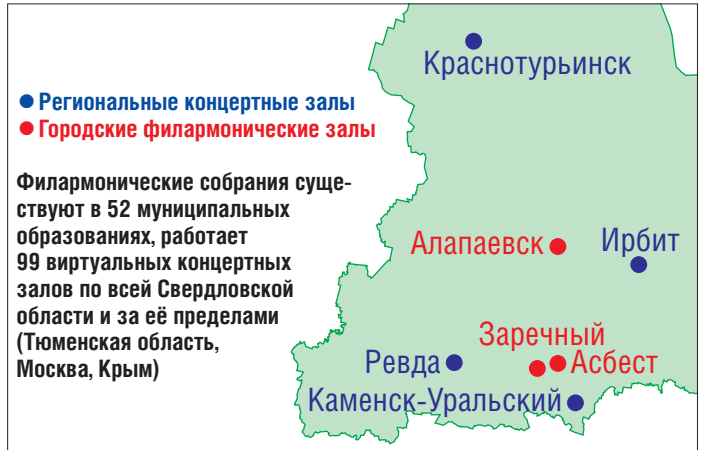 Краснотурьинск
● Региональные концертные залы
● Городские филармонические залы
Филармонические собрания суще-
ствуют в 52 муниципальных
образованиях, работает
99 виртуальных концертных
залов по всей Свердловской
области и за её пределами
(Тюменская область,
Москва, Крым)
Алапаевск
Ирбит
Заречный
Ревда
Асбест
Каменск-Уральский